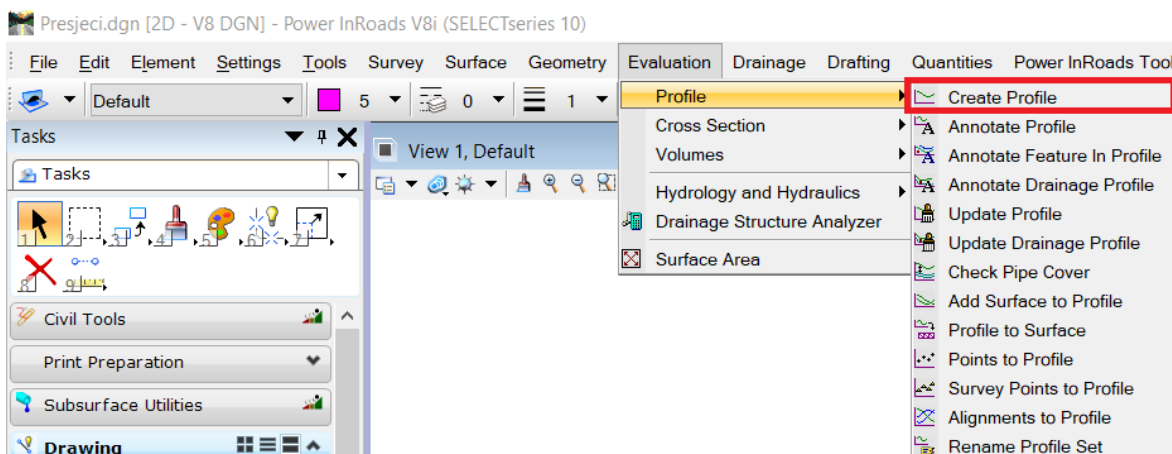 Presjeci.dgn [2D - V8 DGN] - Power InRoads V8i (SELECTseries 10)
File Edit Element Settings Tools Survey Surface Geometry Evaluation Drainage Drafting Quantities Power InRoads Tool
Default 5 0 1
Profile
Cross Section
Volumes
Hydrology and Hydraulics
Drainage Structure Analyzer
Surface Area
Create Profile
Annotate Profile
Annotate Feature In Profile
Annotate Drainage Profile
Update Profile
Update Drainage Profile
Check Pipe Cover
Add Surface to Profile
Profile to Surface
Points to Profile
Survey Points to Profile
Alignments to Profile
Rename Profile Set
Tasks
Tasks
1 2 3 4 5 6 7
8 9
Civil Tools
Print Preparation
Subsurface Utilities
Drawing
View 1, Default